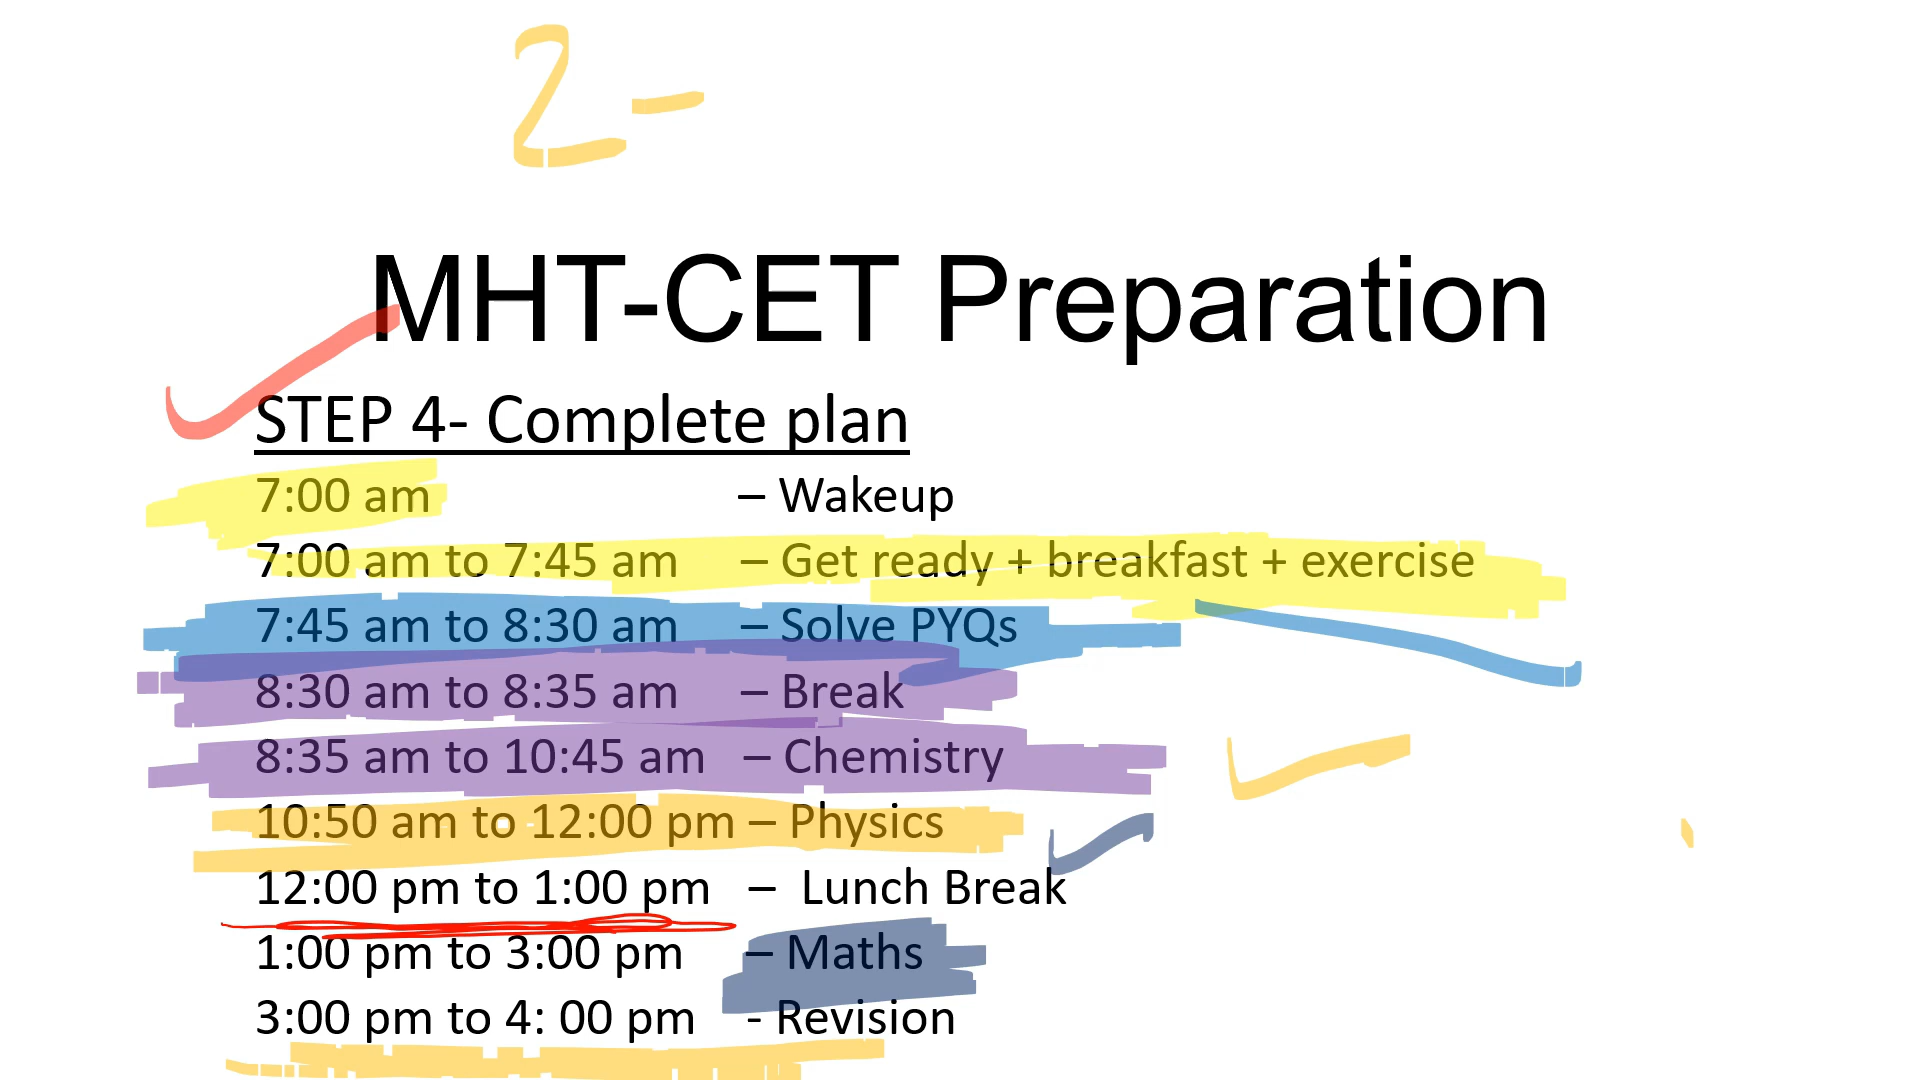 2-
MHT-CET Preparation
STEP 4- Complete plan
7:00 am – Wakeup
7:00 am to 7:45 am – Get ready + breakfast + exercise
7:45 am to 8:30 am – Solve PYQs
8:30 am to 8:35 am – Break
8:35 am to 10:45 am – Chemistry
10:50 am to 12:00 pm – Physics
12:00 pm to 1:00 pm – Lunch Break
1:00 pm to 3:00 pm – Maths
3:00 pm to 4: 00 pm - Revision